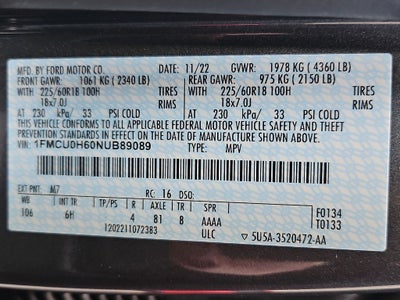 MFD. BY FORD MOTOR CO. 11/22 GVWR: 1978 KG ( 4360 LB)
FRONT GAWR: 1061 KG ( 2340 LB) REAR GAWR: 975 KG ( 2150 LB)
WITH 225/60R18 100H TIRES WITH 225/60R18 100H TIRES
18x7.0J RIMS 18x7.0J RIMS
AT 230 kPa/ 33 PSI COLD AT 230 kPa/ 33 PSI COLD
THIS VEHICLE CONFORMS TO ALL APPLICABLE FEDERAL MOTOR VEHICLE SAFETY AND
THEFT PREVENTION STANDARDS IN EFFECT ON THE DATE OF MANUFACTURE SHOWN ABOVE.
VIN: 1FMCU0H60NUB89089 TYPE: MPV
EXT PNT: M7 RC: 16 DSO:
WB INT TR TP/PS R AXLE TR SPR F0134
106 6H 4 81 8 AAAA T0133
1202211072383 ULC ▽ 5U5A-3520472-AA